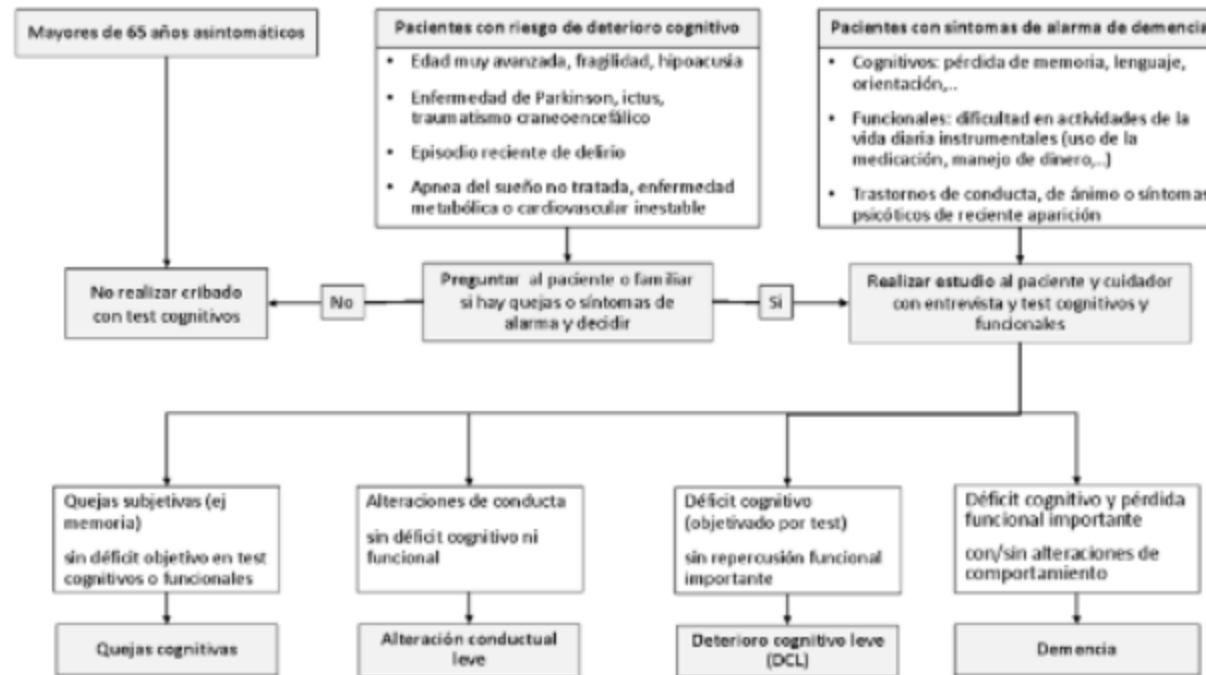 Mayores de 65 años asintomáticos
Pacientes con riesgo de deterioro cognitivo
• Edad muy avanzada, fragilidad, hipoacusia
• Enfermedad de Parkinson, ictus,
traumatismo craneoencefálico
• Episodio reciente de delirio
• Apnea del sueño no tratada, enfermedad
metabólica o cardiovascular inestable
Pacientes con síntomas de alarma de demencia
• Cognitivos: pérdida de memoria, lenguaje,
orientación,..
• Funcionales: dificultad en actividades de la
vida diaria instrumentales (uso de la
medicación, manejo de dinero,..)
• Trastornos de conducta, de ánimo o síntomas
psicóticos de reciente aparición
No realizar cribado
con test cognitivos
No
Preguntar al paciente o familiar
si hay quejas o síntomas de
alarma y decidir
Si
Realizar estudio al paciente y cuidador
con entrevista y test cognitivos y
funcionales
Quejas subjetivas (ej
memoria)
sin déficit objetivo en test
cognitivos o funcionales
Alteraciones de conducta
sin déficit cognitivo ni
funcional
Déficit cognitivo
(objetivado por test)
sin repercusión funcional
importante
Déficit cognitivo y pérdida
funcional importante
con/sin alteraciones de
comportamiento
Quejas cognitivas
Alteración conductual
leve
Deterioro cognitivo leve
(DCL)
Demencia